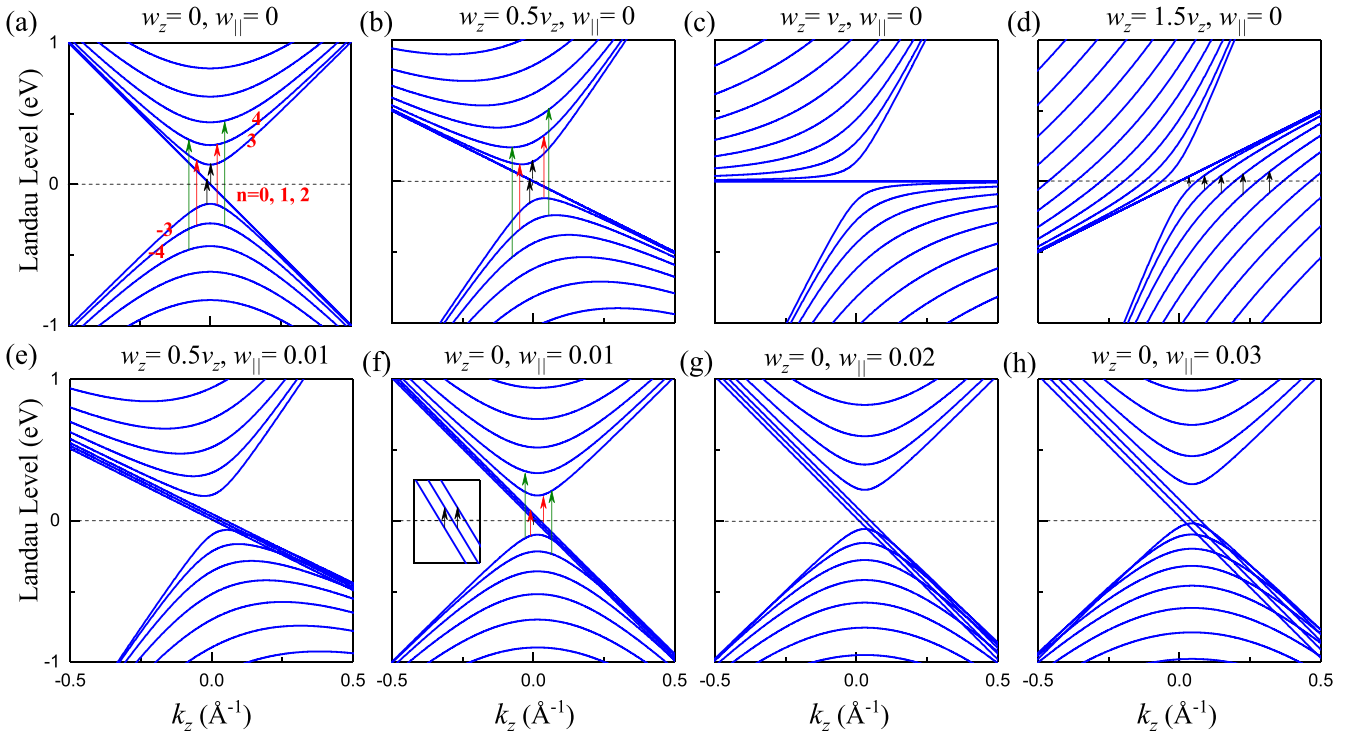 (a) w_z= 0, w_||= 0
(b) w_z= 0.5v_z, w_||= 0
(c) w_z= v_z, w_||= 0
(d) w_z= 1.5v_z, w_||= 0
Landau Level (eV)
1
0
-1
4
3
n=0, 1, 2
-3
-4
(e) w_z= 0.5v_z, w_||= 0.01
(f) w_z= 0, w_||= 0.01
(g) w_z= 0, w_||= 0.02
(h) w_z= 0, w_||= 0.03
Landau Level (eV)
1
0
-1
-0.5 0.0 0.5
-0.5 0.0 0.5
-0.5 0.0 0.5
-0.5 0.0 0.5
k_z (Å⁻¹)
k_z (Å⁻¹)
k_z (Å⁻¹)
k_z (Å⁻¹)